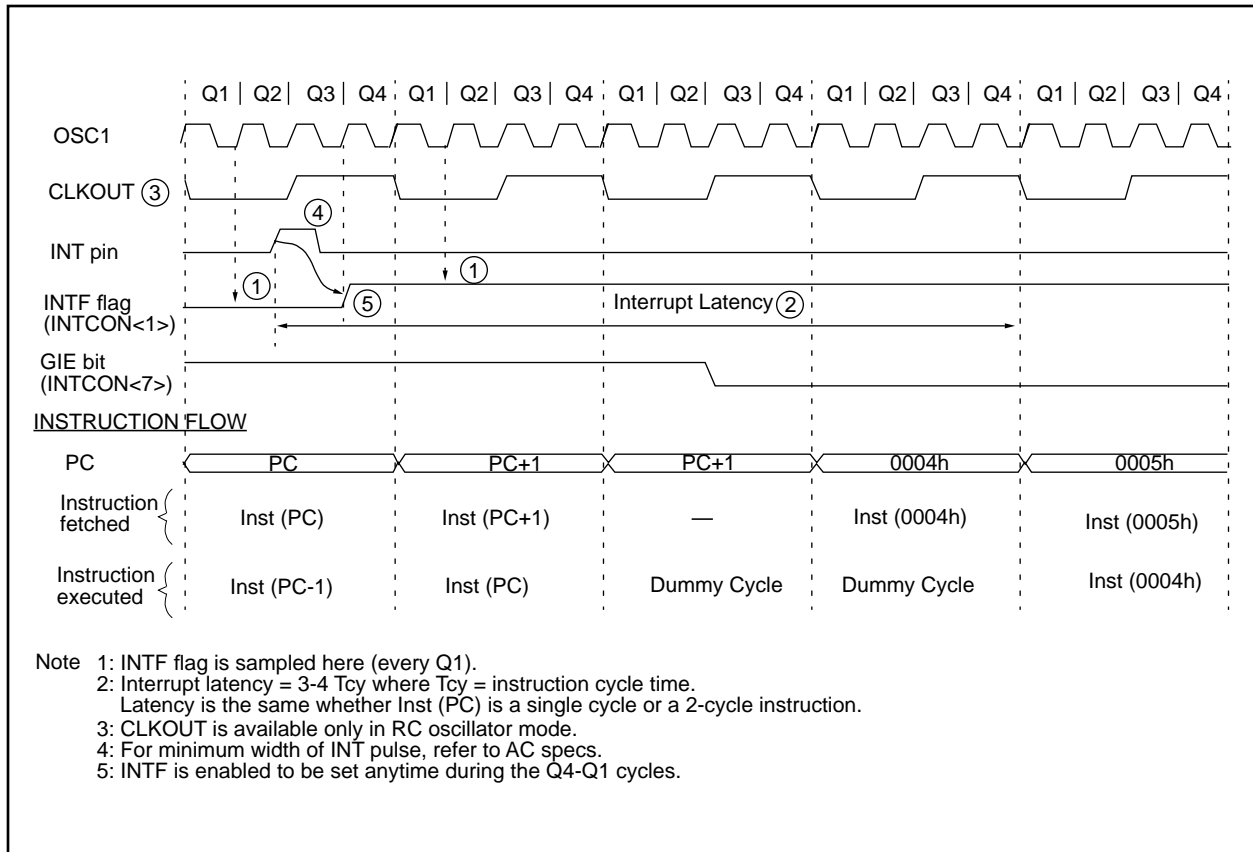 Q1 | Q2 | Q3 | Q4 Q1 | Q2 | Q3 | Q4 Q1 | Q2 | Q3 | Q4 Q1 | Q2 | Q3 | Q4 Q1 | Q2 | Q3 | Q4
OSC1
CLKOUT 3
4
INT pin
1 1
INTF flag 5 Interrupt Latency 2
(INTCON<1>)
GIE bit
(INTCON<7>)
INSTRUCTION FLOW
PC PC PC+1 PC+1 0004h 0005h
Instruction
fetched Inst (PC) Inst (PC+1) — Inst (0004h) Inst (0005h)
Instruction
executed Inst (PC-1) Inst (PC) Dummy Cycle Dummy Cycle Inst (0004h)
Note 1: INTF flag is sampled here (every Q1).
2: Interrupt latency = 3-4 Tcy where Tcy = instruction cycle time.
Latency is the same whether Inst (PC) is a single cycle or a 2-cycle instruction.
3: CLKOUT is available only in RC oscillator mode.
4: For minimum width of INT pulse, refer to AC specs.
5: INTF is enabled to be set anytime during the Q4-Q1 cycles.